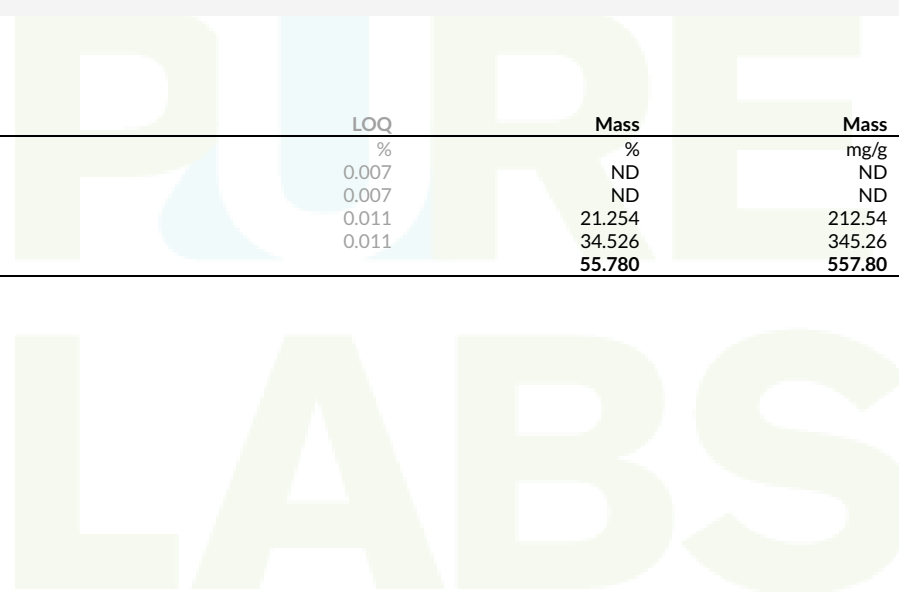 LOQ Mass Mass
% % mg/g
0.007 ND ND
0.007 ND ND
0.011 21.254 212.54
0.011 34.526 345.26
55.780 557.80
PURE
LABS